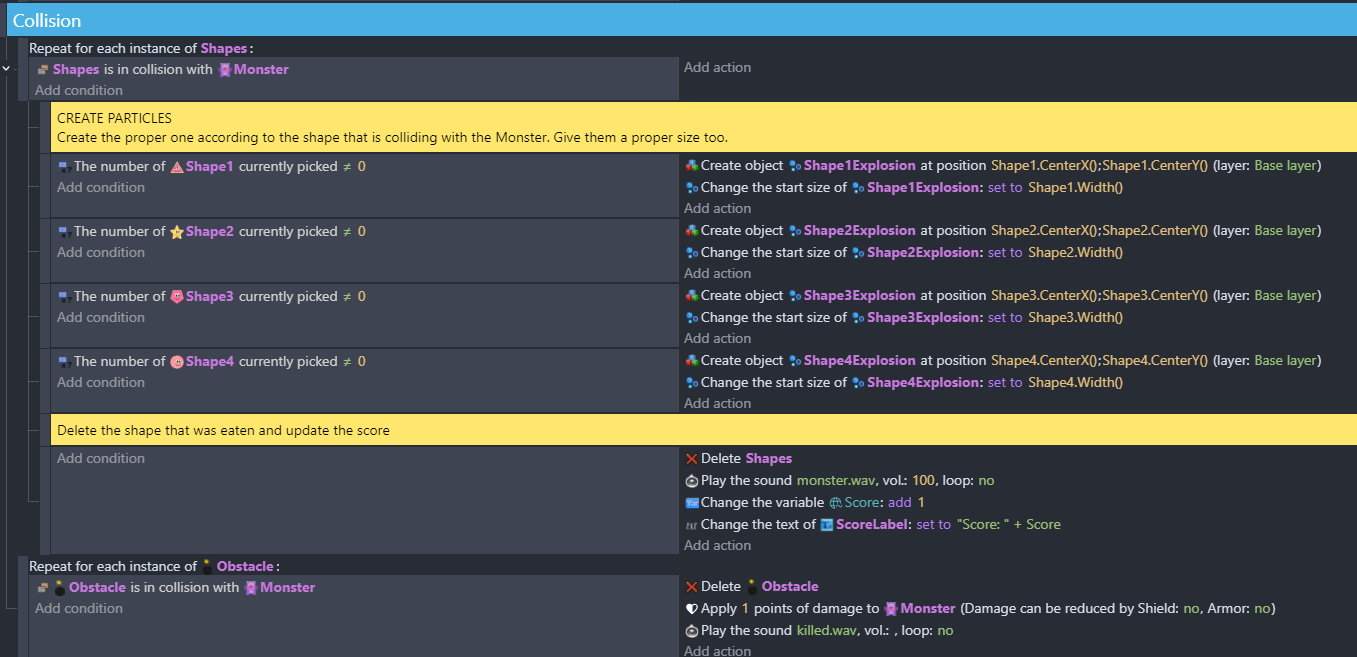 Collision
Repeat for each instance of Shapes:
Shapes is in collision with Monster
Add condition
Add action
CREATE PARTICLES
Create the proper one according to the shape that is colliding with the Monster. Give them a proper size too.
The number of Shape1 currently picked ≠ 0
Add condition
Create object Shape1Explosion at position Shape1.CenterX();Shape1.CenterY() (layer: Base layer)
Change the start size of Shape1Explosion: set to Shape1.Width()
Add action
The number of Shape2 currently picked ≠ 0
Add condition
Create object Shape2Explosion at position Shape2.CenterX();Shape2.CenterY() (layer: Base layer)
Change the start size of Shape2Explosion: set to Shape2.Width()
Add action
The number of Shape3 currently picked ≠ 0
Add condition
Create object Shape3Explosion at position Shape3.CenterX();Shape3.CenterY() (layer: Base layer)
Change the start size of Shape3Explosion: set to Shape3.Width()
Add action
The number of Shape4 currently picked ≠ 0
Add condition
Create object Shape4Explosion at position Shape4.CenterX();Shape4.CenterY() (layer: Base layer)
Change the start size of Shape4Explosion: set to Shape4.Width()
Add action
Delete the shape that was eaten and update the score
Add condition
Delete Shapes
Play the sound monster.wav, vol.: 100, loop: no
Change the variable Score: add 1
Change the text of ScoreLabel: set to "Score: " + Score
Add action
Repeat for each instance of Obstacle:
Obstacle is in collision with Monster
Add condition
Delete Obstacle
Apply 1 points of damage to Monster (Damage can be reduced by Shield: no, Armor: no)
Play the sound killed.wav, vol.: , loop: no
Add action